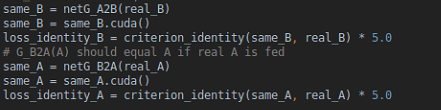 same_B = netG_A2B(real_B)
same_B = same_B.cuda()
loss_identity_B = criterion_identity(same_B, real_B) * 5.0
# G_B2A(A) should equal A if real A is fed
same_A = netG_B2A(real_A)
same_A = same_A.cuda()
loss_identity_A = criterion_identity(same_A, real_A) * 5.0